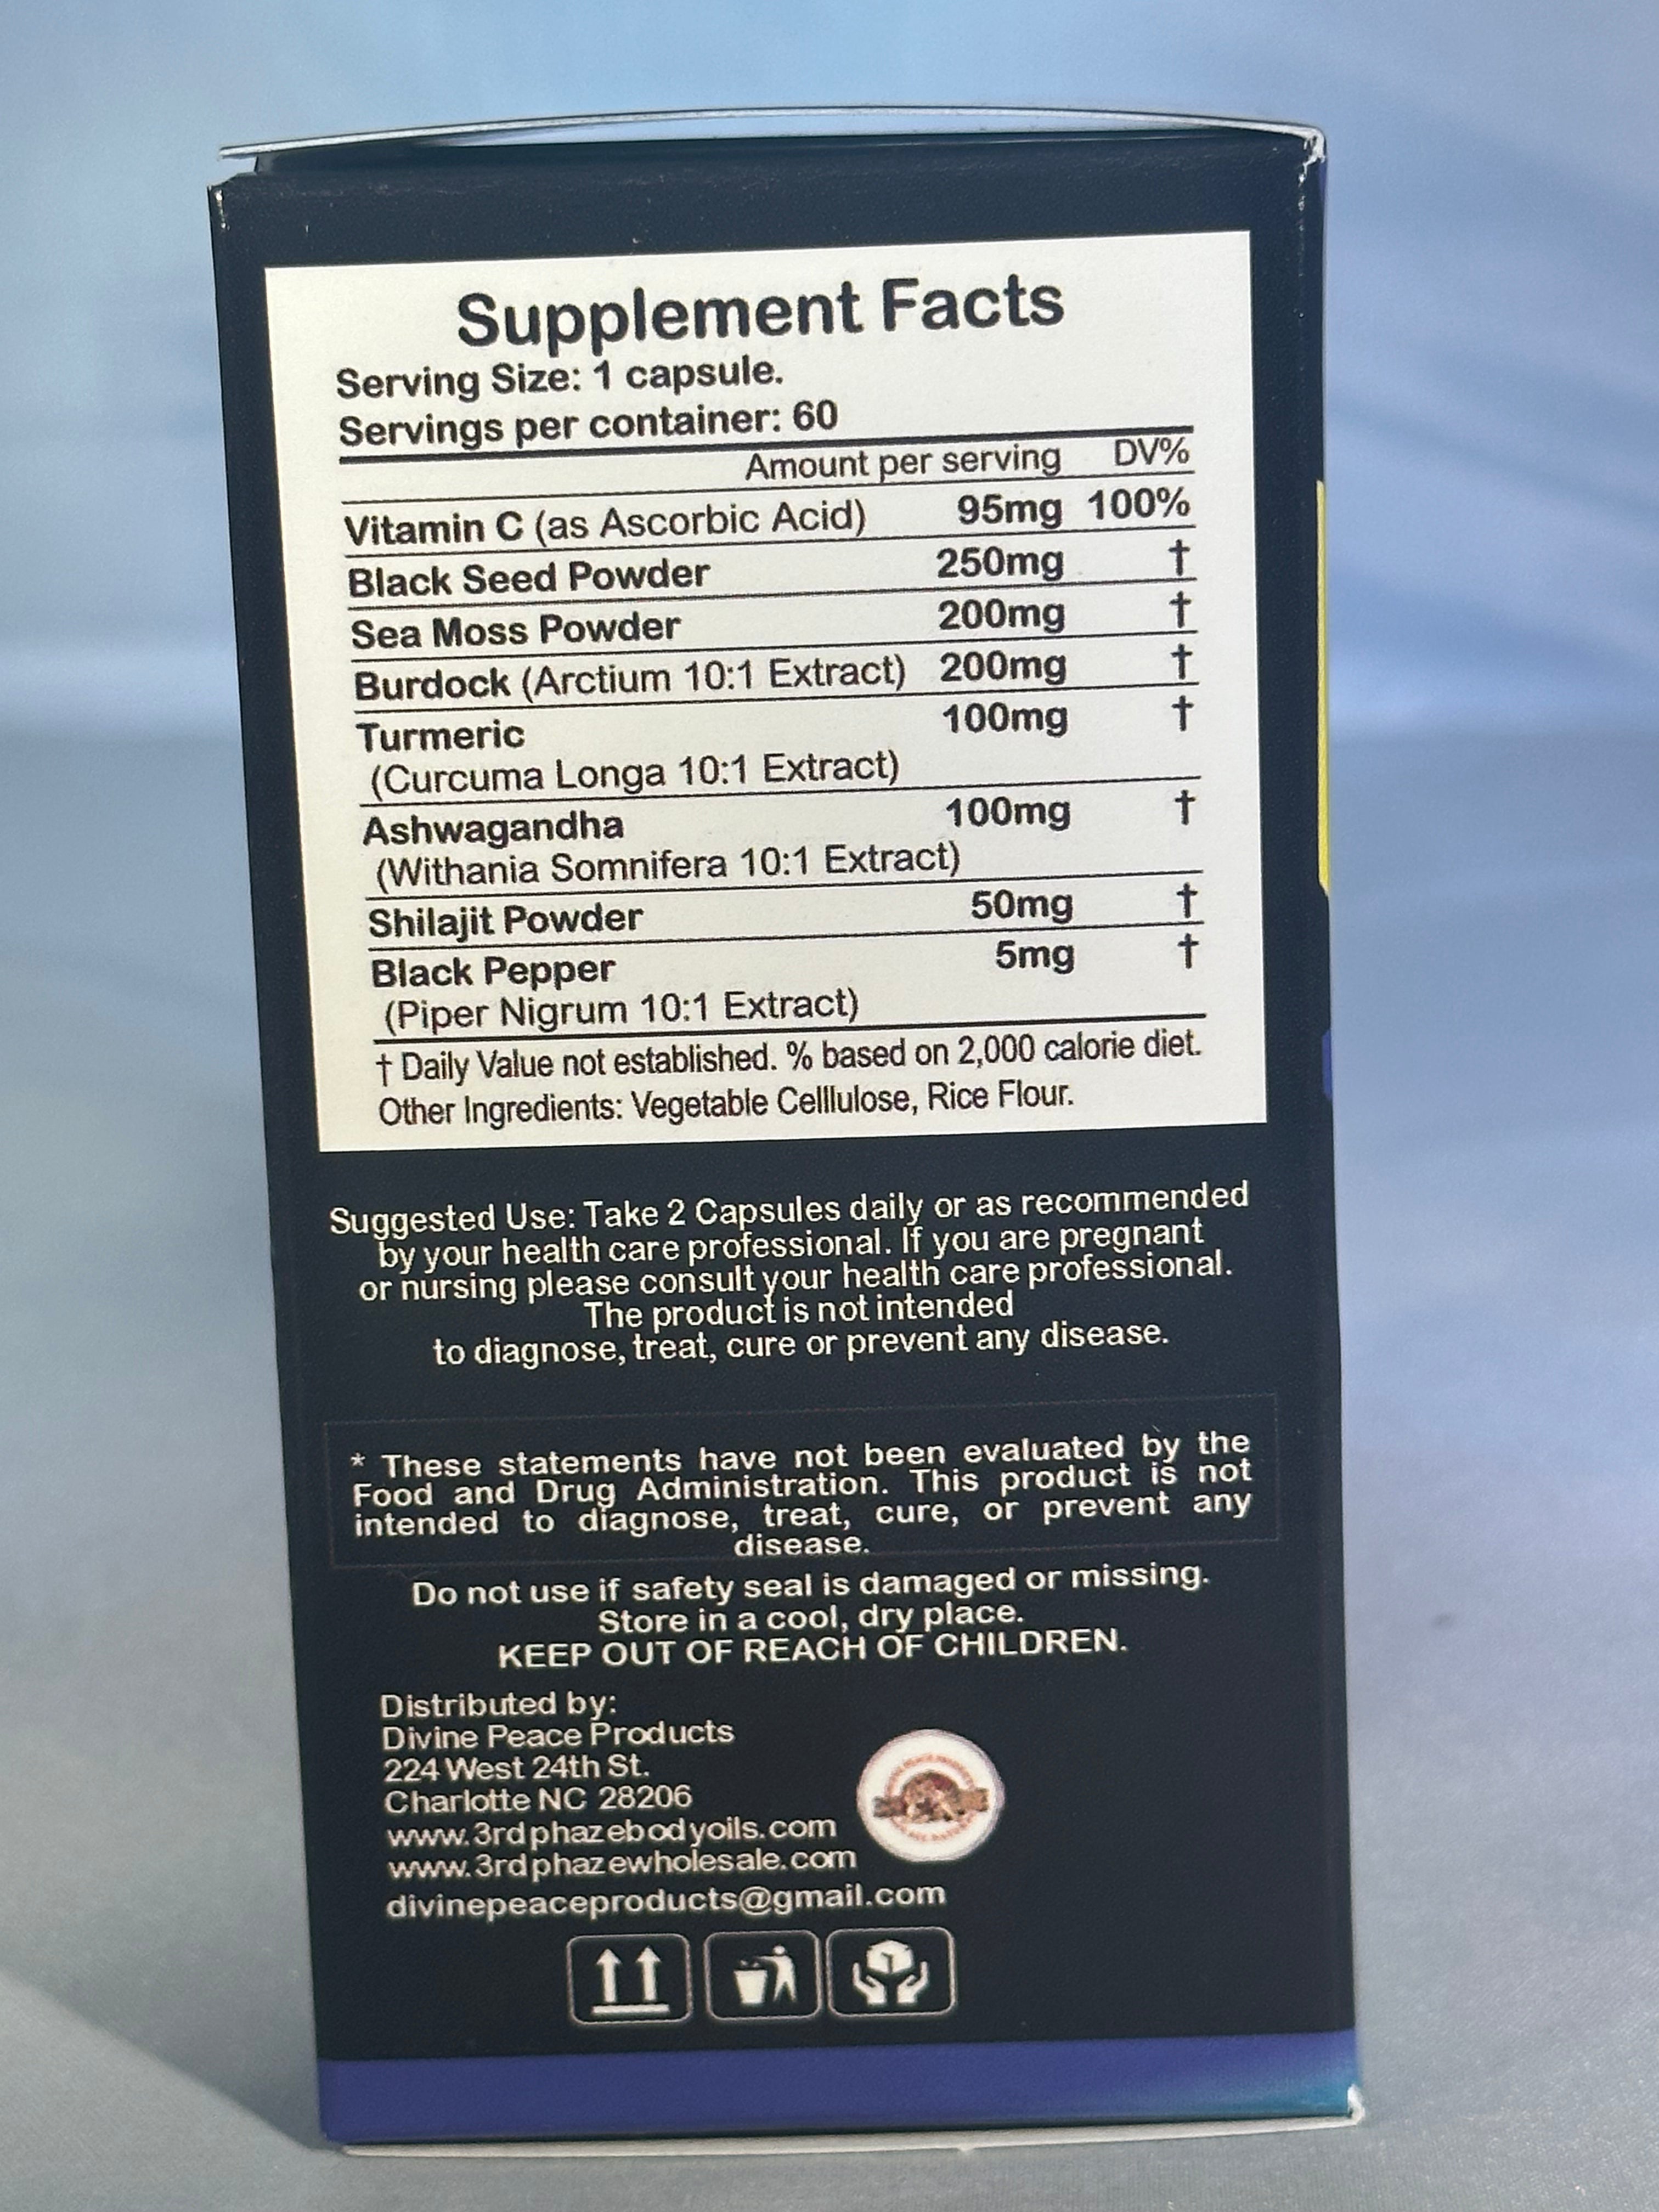 Supplement Facts
Serving Size: 1 capsule.
Servings per container: 60
Amount per serving DV%
Vitamin C (as Ascorbic Acid) 95mg 100%
Black Seed Powder 250mg †
Sea Moss Powder 200mg †
Burdock (Arctium 10:1 Extract) 200mg †
Turmeric 100mg †
(Curcuma Longa 10:1 Extract)
Ashwagandha 100mg †
(Withania Somnifera 10:1 Extract)
Shilajit Powder 50mg †
Black Pepper 5mg †
(Piper Nigrum 10:1 Extract)
† Daily Value not established. % based on 2,000 calorie diet.
Other Ingredients: Vegetable Celllulose, Rice Flour.
Suggested Use: Take 2 Capsules daily or as recommended
by your health care professional. If you are pregnant
or nursing please consult your health care professional.
The product is not intended
to diagnose, treat, cure or prevent any disease.
* These statements have not been evaluated by the
Food and Drug Administration. This product is not
intended to diagnose, treat, cure, or prevent any
disease.
Do not use if safety seal is damaged or missing.
Store in a cool, dry place.
KEEP OUT OF REACH OF CHILDREN.
Distributed by:
Divine Peace Products
224 West 24th St.
Charlotte NC 28206
www.3rdphazebodyoils.com
www.3rdphazewholesale.com
divinepeaceproducts@gmail.com